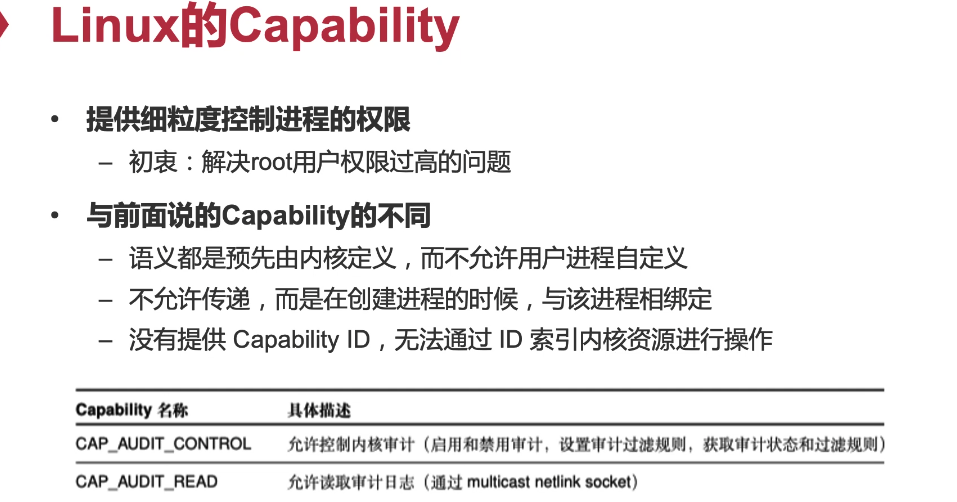 Linux的Capability
• 提供细粒度控制进程的权限
– 初衷：解决root用户权限过高的问题
• 与前面说的Capability的不同
– 语义都是预先由内核定义，而不允许用户进程自定义
– 不允许传递，而是在创建进程的时候，与该进程相绑定
– 没有提供 Capability ID，无法通过 ID 索引内核资源进行操作
Capability 名称 具体描述
CAP_AUDIT_CONTROL 允许控制内核审计（启用和禁用审计，设置审计过滤规则，获取审计状态和过滤规则）
CAP_AUDIT_READ 允许读取审计日志（通过 multicast netlink socket）